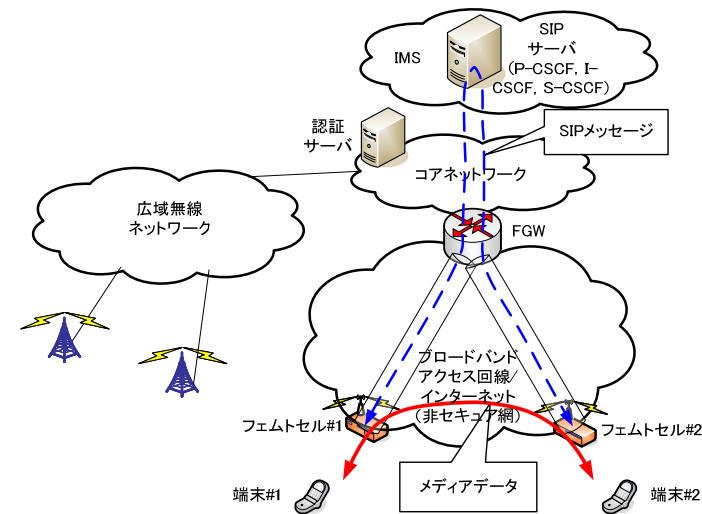 IMS
SIP
サーバ
(P-CSCF, I-
CSCF, S-CSCF)
認証
サーバ
SIPメッセージ
コアネットワーク
広域無線
ネットワーク
FGW
ブロードバンド
アクセス回線/
インターネット
(非セキュア網)
フェムトセル#1
フェムトセル#2
メディアデータ
端末#1
端末#2